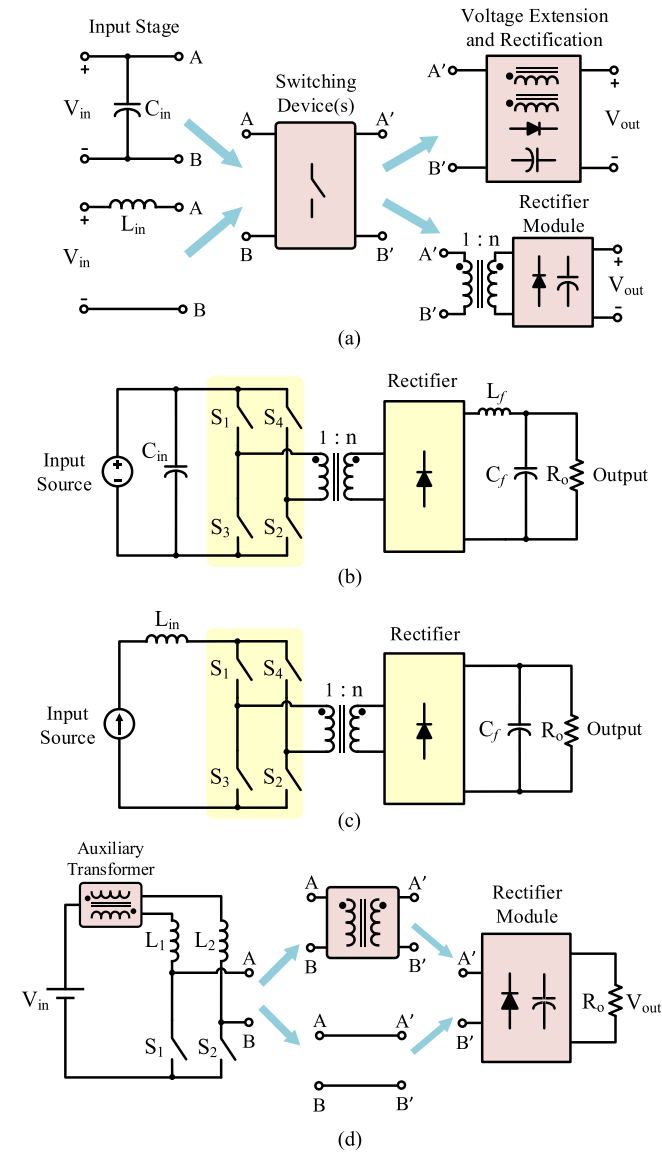 Input Stage
A
+
V_in
C_in
-
B
+
A
L_in
V_in
-
B
Switching
Device(s)
A
A′
B
B′
Voltage Extension
and Rectification
A′
+
V_out
B′
-
Rectifier
Module
1 : n
A′
+
V_out
B′
-
(a)
Rectifier
L_f
S_1
S_4
1 : n
Input
Source
+
-
C_in
C_f
R_o
Output
S_3
S_2
(b)
L_in
Rectifier
S_1
S_4
1 : n
Input
Source
C_f
R_o
Output
S_3
S_2
(c)
Auxiliary
Transformer
L_1
L_2
A
V_in
B
S_1
S_2
A
A′
B
B′
A
A′
B
B′
Rectifier
Module
A′
B′
R_o
V_out
(d)